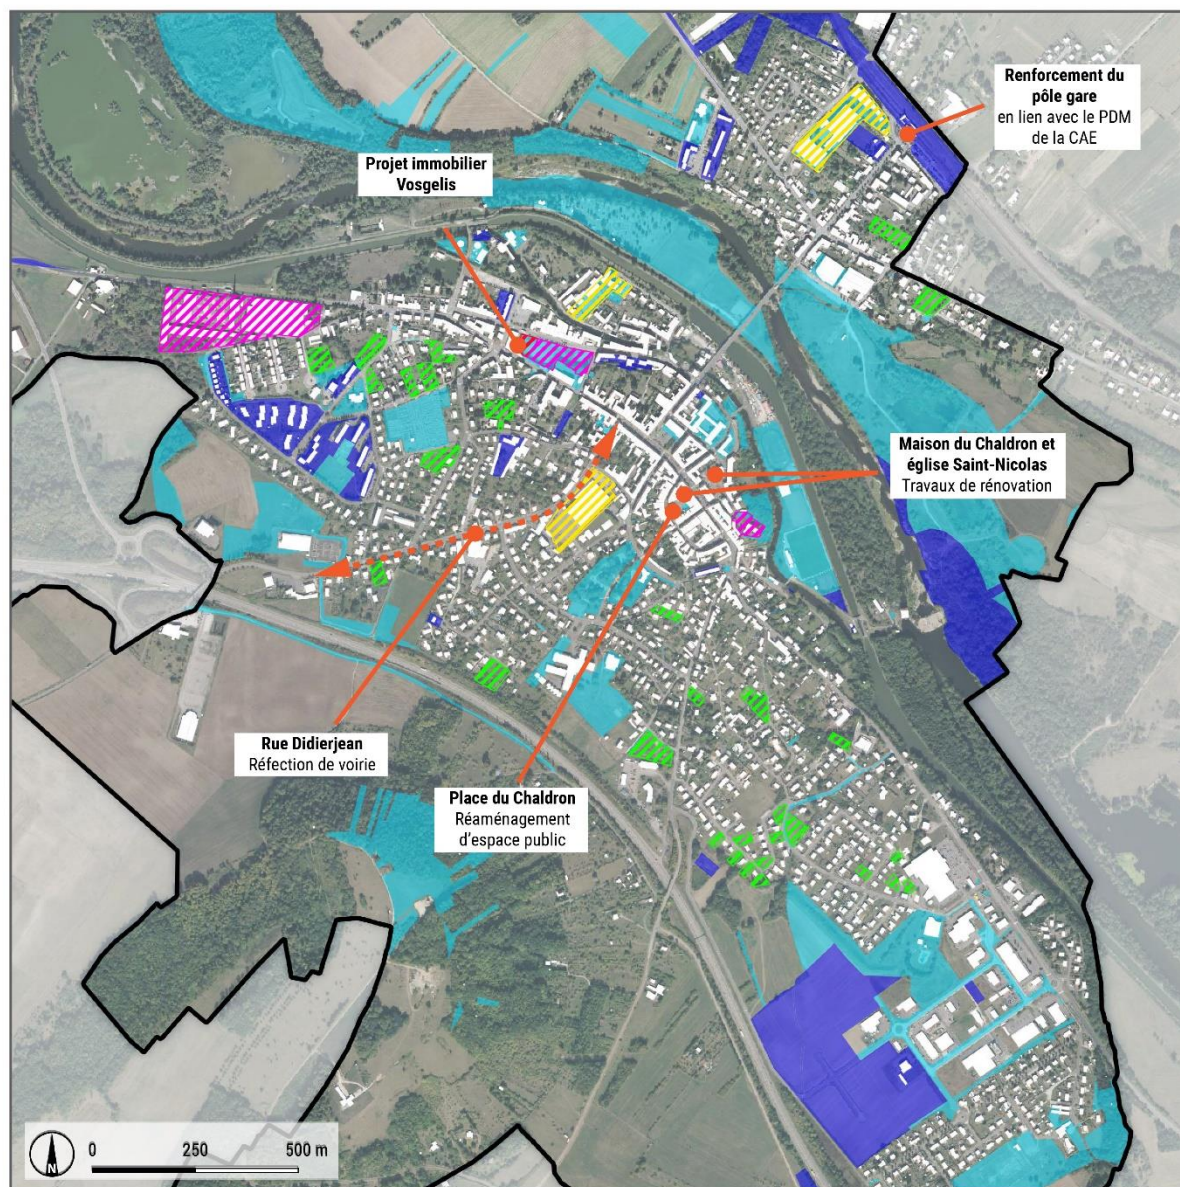 Renforcement du
pôle gare
en lien avec le PDM
de la CAE
Projet immobilier
Vosgelis
Maison du Chaldron et
église Saint-Nicolas
Travaux de rénovation
Rue Didierjean
Réfection de voirie
Place du Chaldron
Réaménagement
d'espace public
N
0 250 500 m